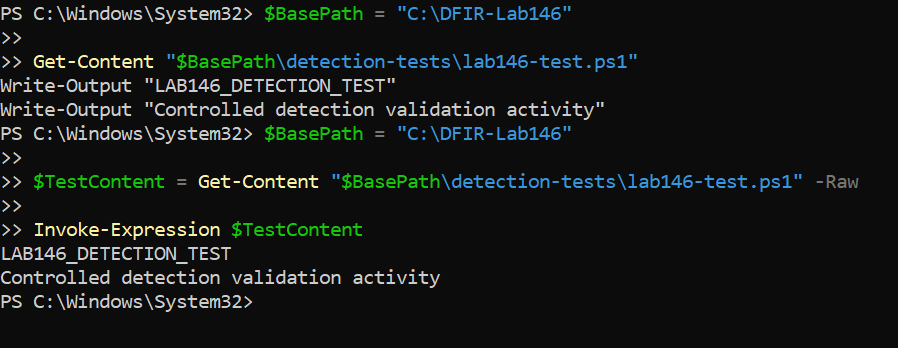 PS C:\Windows\System32> $BasePath = "C:\DFIR-Lab146"
>>
>> Get-Content "$BasePath\detection-tests\lab146-test.ps1"
Write-Output "LAB146_DETECTION_TEST"
Write-Output "Controlled detection validation activity"
PS C:\Windows\System32> $BasePath = "C:\DFIR-Lab146"
>>
>> $TestContent = Get-Content "$BasePath\detection-tests\lab146-test.ps1" -Raw
>>
>> Invoke-Expression $TestContent
LAB146_DETECTION_TEST
Controlled detection validation activity
PS C:\Windows\System32>